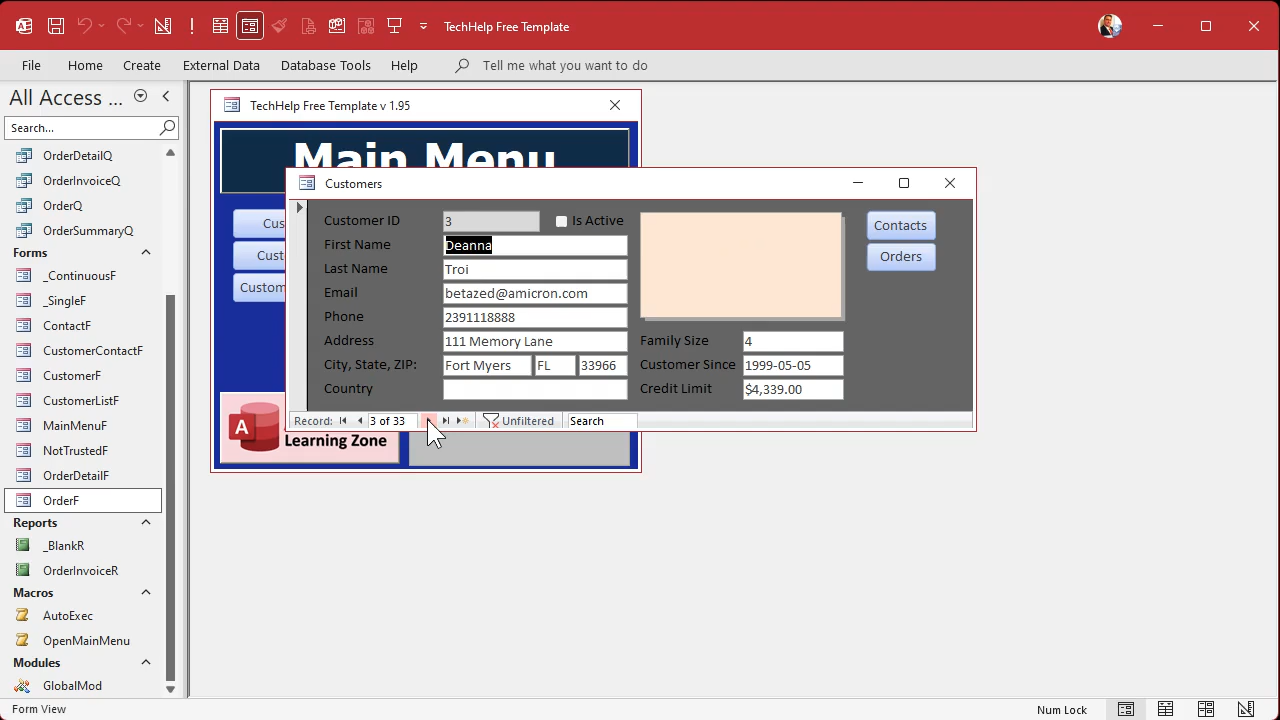 TechHelp Free Template
File Home Create External Data Database Tools Help Tell me what you want to do
All Access ...
Search...
OrderDetailQ
OrderInvoiceQ
OrderQ
OrderSummaryQ
Forms
_ContinuousF
_SingleF
ContactF
CustomerContactF
CustomerF
CustomerListF
MainMenuF
NotTrustedF
OrderDetailF
OrderF
Reports
_BlankR
OrderInvoiceR
Macros
AutoExec
OpenMainMenu
Modules
GlobalMod
TechHelp Free Template v 1.95
Main Menu
Cus
Cust
Custom
A
Learning Zone
Customers
Customer ID 3 Is Active
First Name Deanna
Last Name Troi
Email betazed@amicron.com
Phone 2391118888
Address 111 Memory Lane
City, State, ZIP: Fort Myers FL 33966
Country
Contacts
Orders
Family Size 4
Customer Since 1999-05-05
Credit Limit $4,339.00
Record: 3 of 33 Unfiltered Search
Form View Num Lock